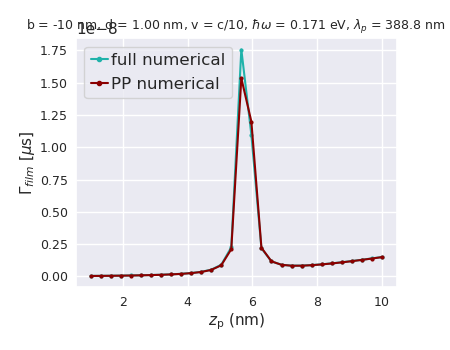 b = -10 nm, d = 1.00 nm, v = c/10, ℏω = 0.171 eV, λₚ = 388.8 nm
1e−8
1.75
1.50
1.25
1.00
0.75
0.50
0.25
0.00
Γ_film [μs]
full numerical
PP numerical
2 4 6 8 10
z_p (nm)